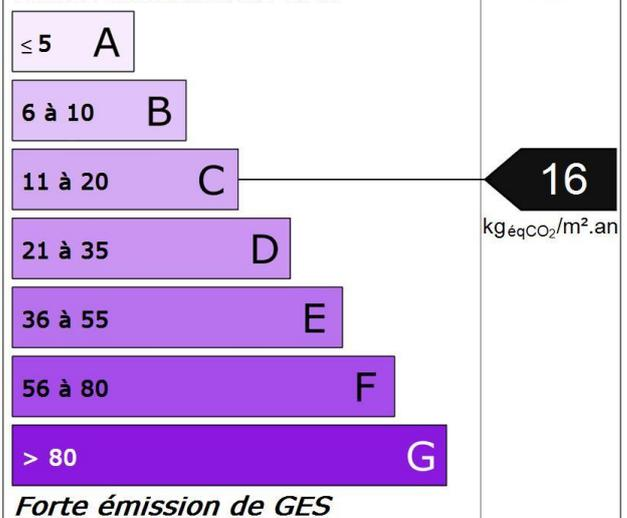 ≤ 5 A
6 à 10 B
11 à 20 C
16
kgéqCO₂/m².an
21 à 35 D
36 à 55 E
56 à 80 F
> 80 G
Forte émission de GES